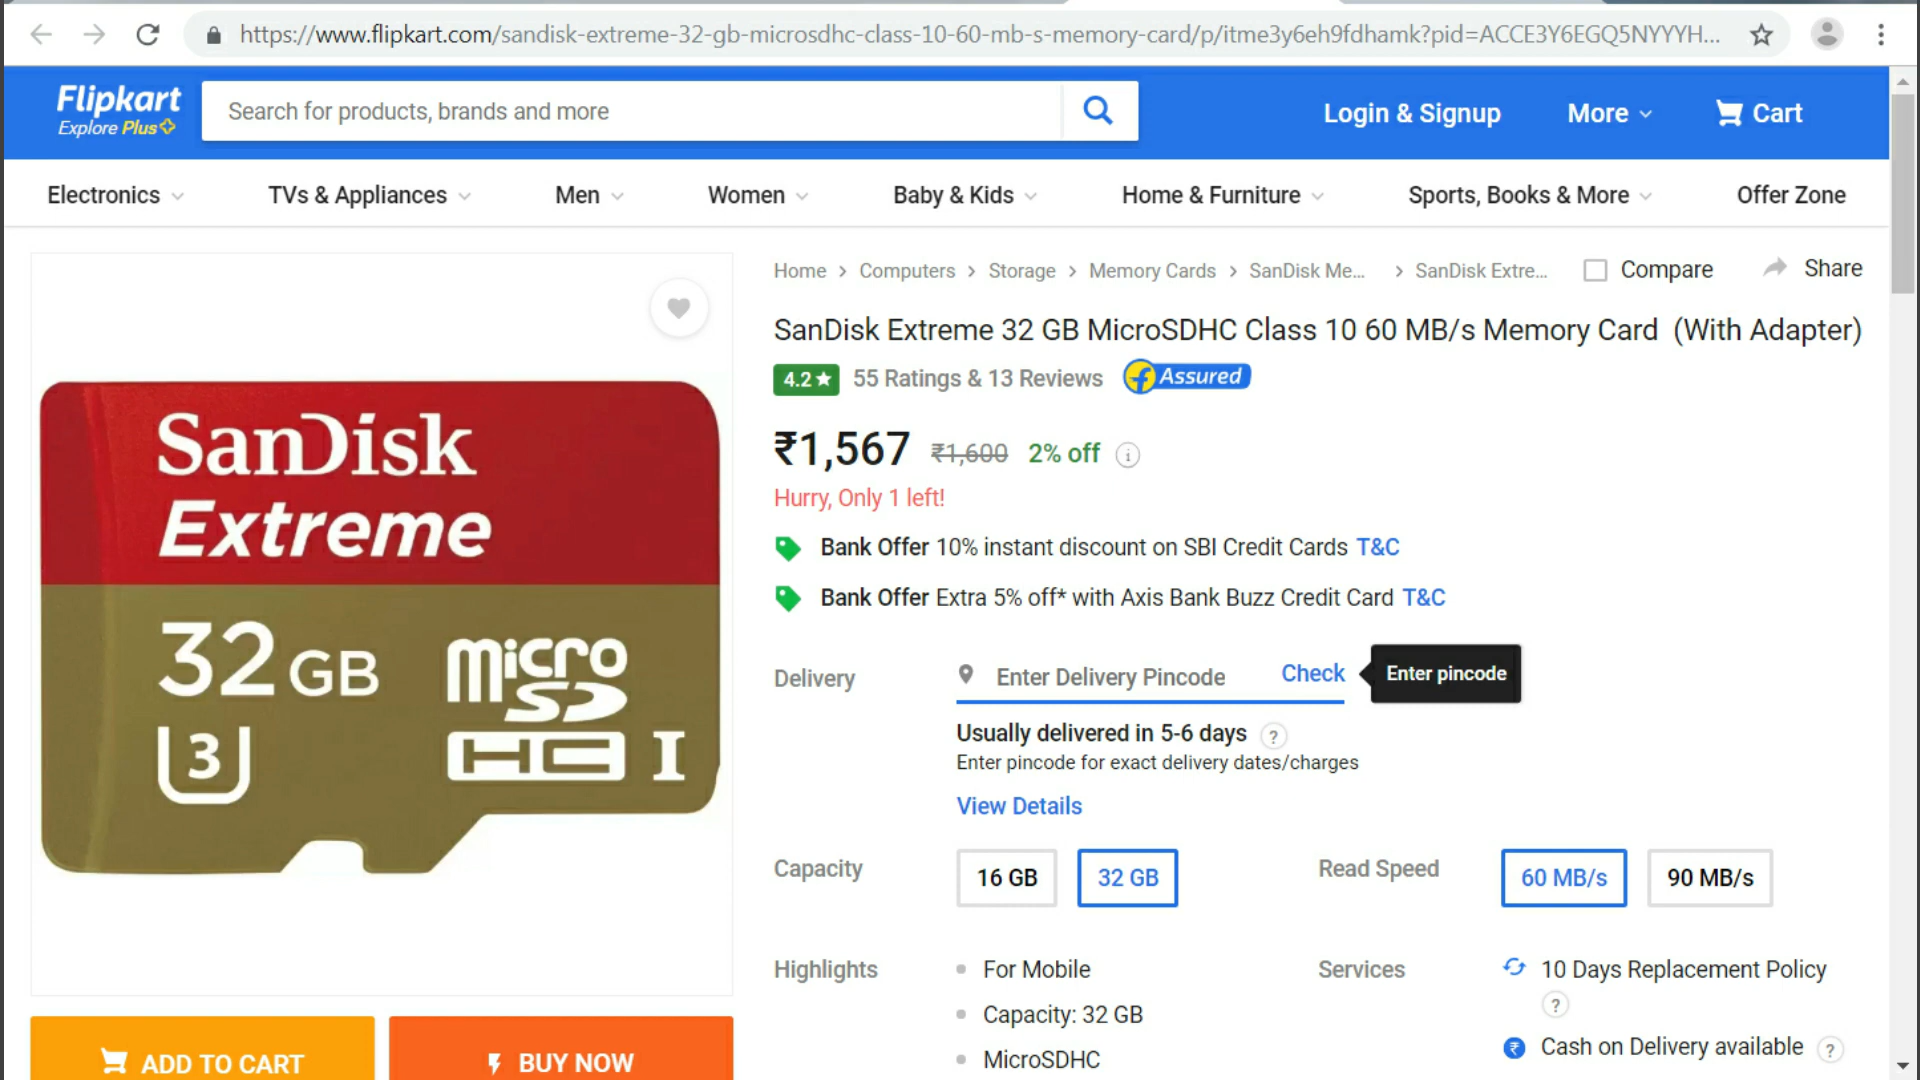 https://www.flipkart.com/sandisk-extreme-32-gb-microsdhc-class-10-60-mb-s-memory-card/p/itme3y6eh9fdhamk?pid=ACCE3Y6EGQ5NYYYH...
Flipkart
Explore Plus
Search for products, brands and more
Login & Signup
More
Cart
Electronics
TVs & Appliances
Men
Women
Baby & Kids
Home & Furniture
Sports, Books & More
Offer Zone
Home > Computers > Storage > Memory Cards > SanDisk Me... > SanDisk Extre...
Compare
Share
SanDisk Extreme 32 GB MicroSDHC Class 10 60 MB/s Memory Card (With Adapter)
4.2★ 55 Ratings & 13 Reviews
Assured
₹1,567 ₹1,600 2% off
Hurry, Only 1 left!
Bank Offer 10% instant discount on SBI Credit Cards T&C
Bank Offer Extra 5% off* with Axis Bank Buzz Credit Card T&C
Delivery
Enter Delivery Pincode
Check
Enter pincode
Usually delivered in 5-6 days ?
Enter pincode for exact delivery dates/charges
View Details
Capacity
16 GB
32 GB
Read Speed
60 MB/s
90 MB/s
Highlights
For Mobile
Capacity: 32 GB
MicroSDHC
Services
10 Days Replacement Policy
?
Cash on Delivery available ?
SanDisk
Extreme
32 GB
micro
SD
HC I
3
ADD TO CART
BUY NOW